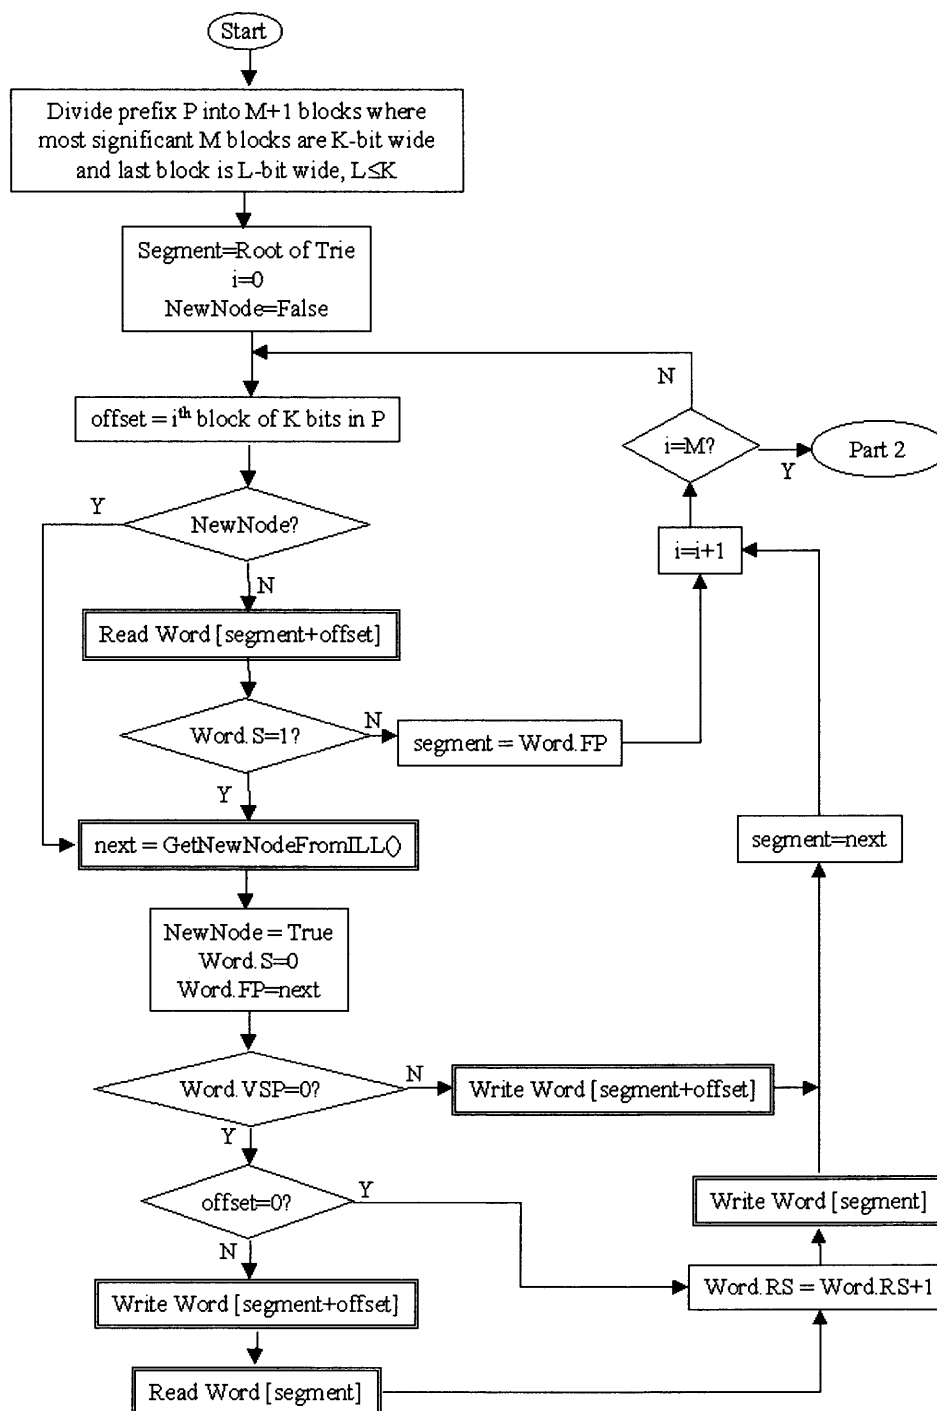 Start
Divide prefix P into M+1 blocks where
most significant M blocks are K-bit wide
and last block is L-bit wide, L≤K
Segment=Root of Trie
i=0
NewNode=False
N
offset = iᵗʰ block of K bits in P
i=M?
Part 2
Y
Y
NewNode?
i=i+1
N
Read Word [segment+offset]
Word.S=1?
N
segment = Word.FP
Y
next = GetNewNodeFromILL()
segment=next
NewNode = True
Word.S=0
Word.FP=next
Word.VSP=0?
N
Write Word [segment+offset]
Y
offset=0?
Y
Write Word [segment]
N
Word.RS = Word.RS+1
Write Word [segment+offset]
Read Word [segment]